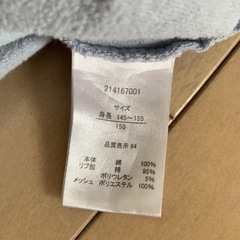 214167001
サイズ
身長 145~155
150
品質表示 94
本体 綿 100%
リブ部 綿 95%
ポリウレタン 5%
メッシュ ポリエステル 100%